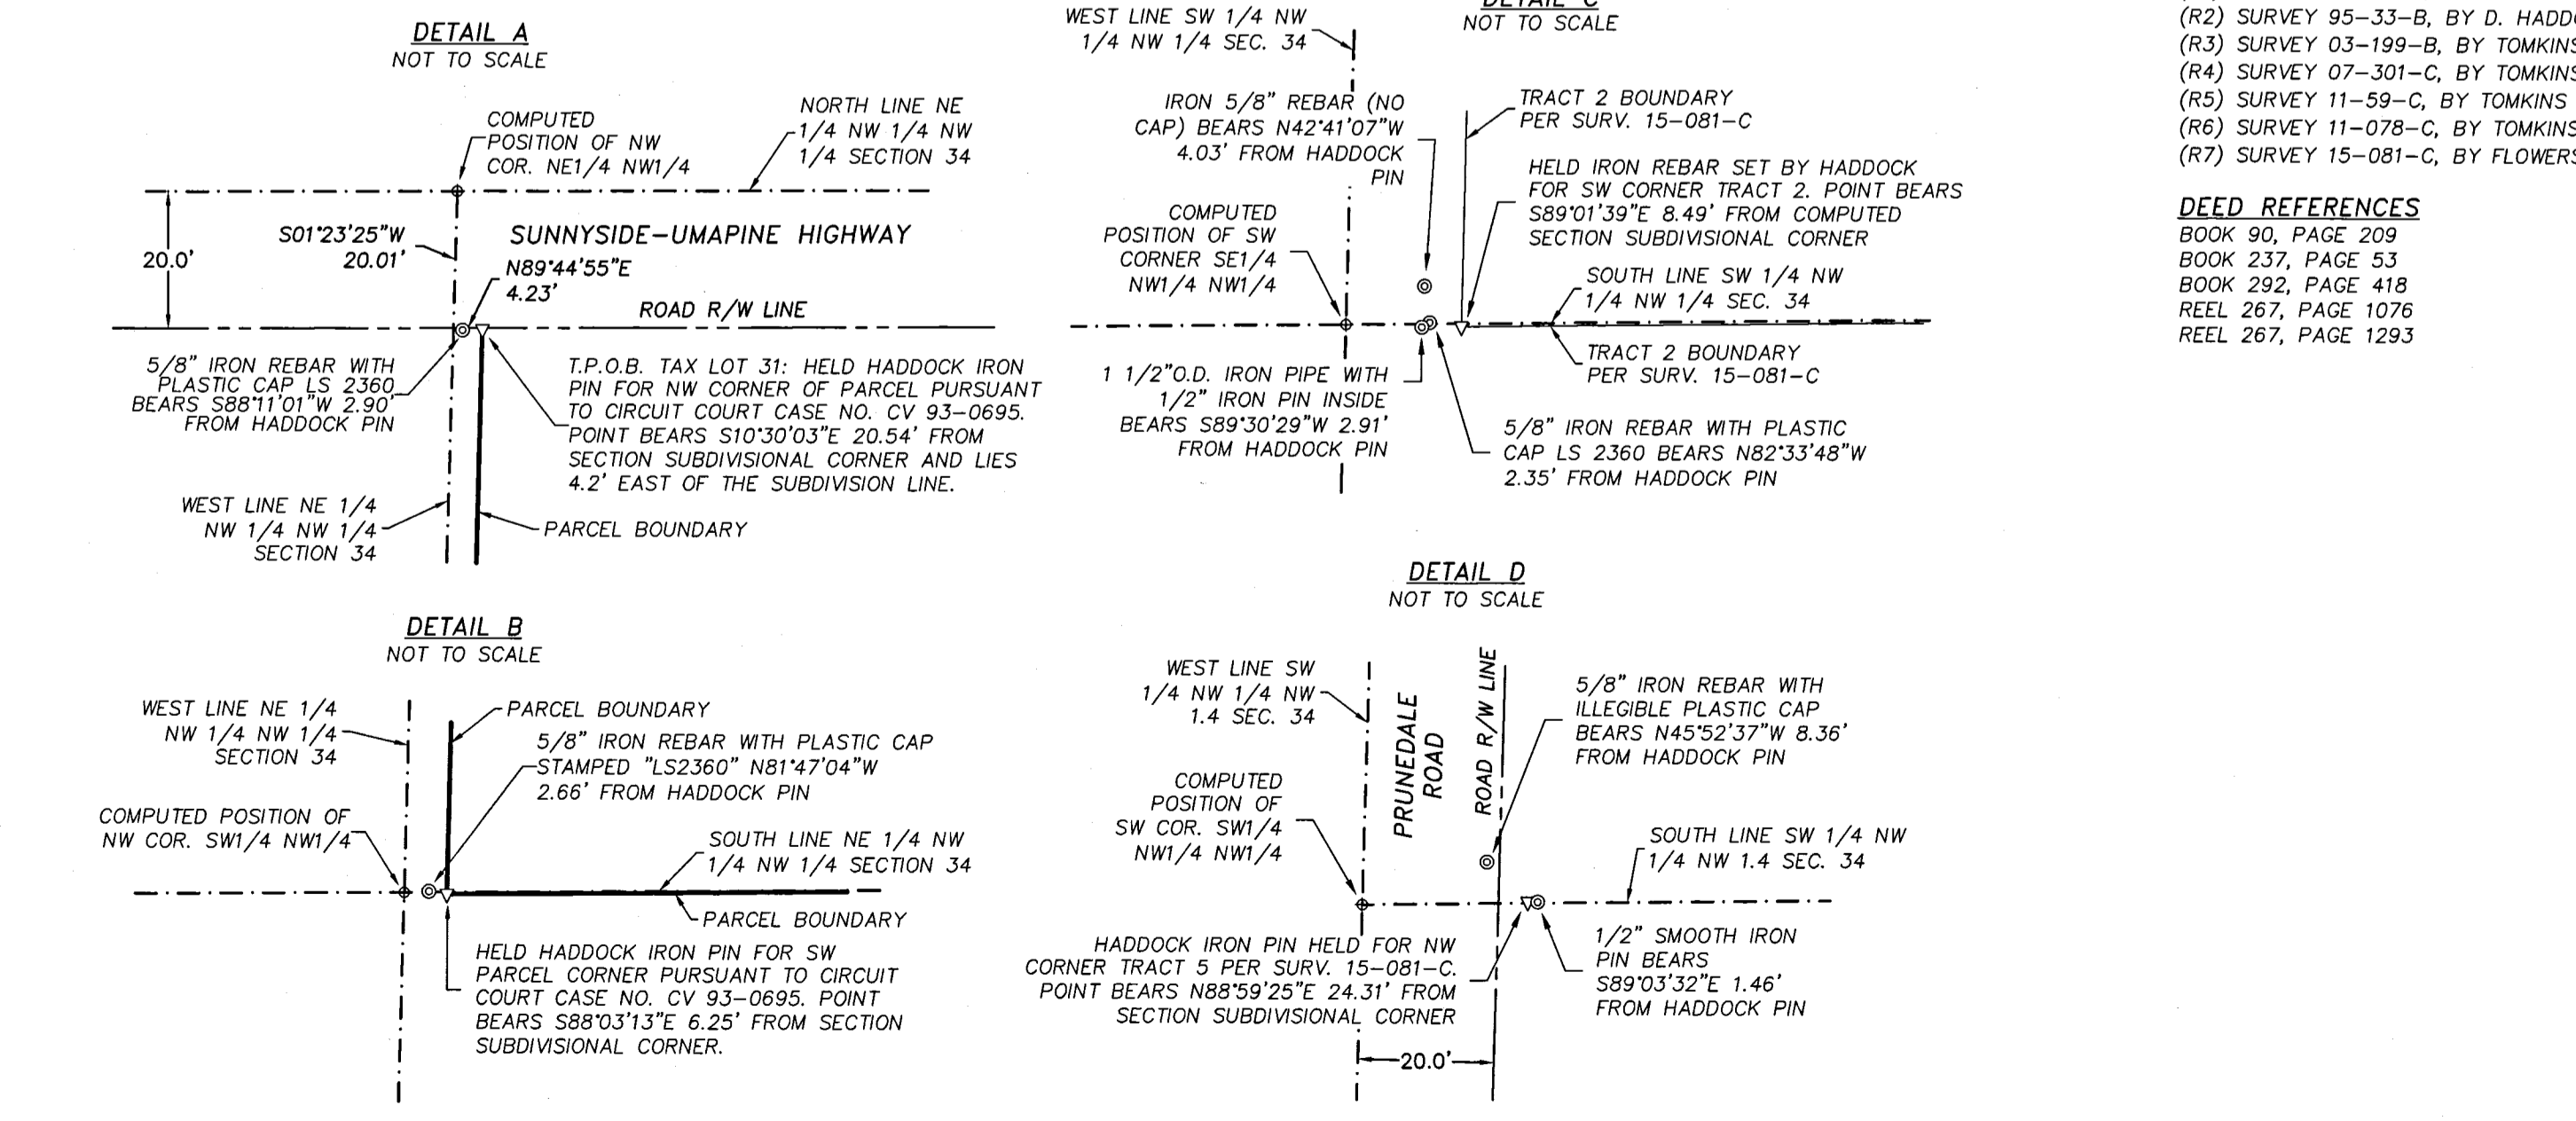 DETAIL A
NOT TO SCALE
COMPUTED
POSITION OF NW
COR. NE1/4 NW1/4
NORTH LINE NE
1/4 NW 1/4 NW
1/4 SECTION 34
20.0'
S01°23'25"W
20.01'
SUNNYSIDE-UMAPINE HIGHWAY
N89°44'55"E
4.23'
ROAD R/W LINE
5/8" IRON REBAR WITH
PLASTIC CAP LS 2360
BEARS S88°11'01"W 2.90'
FROM HADDOCK PIN
T.P.O.B. TAX LOT 31: HELD HADDOCK IRON
PIN FOR NW CORNER OF PARCEL PURSUANT
TO CIRCUIT COURT CASE NO. CV 93-0695.
POINT BEARS S10°30'03"E 20.54' FROM
SECTION SUBDIVISIONAL CORNER AND LIES
4.2' EAST OF THE SUBDIVISION LINE.
WEST LINE NE 1/4
NW 1/4 NW 1/4
SECTION 34
PARCEL BOUNDARY
DETAIL B
NOT TO SCALE
WEST LINE NE 1/4
NW 1/4 NW 1/4
SECTION 34
PARCEL BOUNDARY
5/8" IRON REBAR WITH PLASTIC CAP
STAMPED "LS2360" N81°47'04"W
2.66' FROM HADDOCK PIN
COMPUTED POSITION OF
NW COR. SW1/4 NW1/4
SOUTH LINE NE 1/4 NW
1/4 NW 1/4 SECTION 34
PARCEL BOUNDARY
HELD HADDOCK IRON PIN FOR SW
PARCEL CORNER PURSUANT TO CIRCUIT
COURT CASE NO. CV 93-0695. POINT
BEARS S88°03'13"E 6.25' FROM SECTION
SUBDIVISIONAL CORNER.
DETAIL C
NOT TO SCALE
WEST LINE SW 1/4 NW
1/4 NW 1/4 SEC. 34
IRON 5/8" REBAR (NO
CAP) BEARS N42°41'07"W
4.03' FROM HADDOCK
PIN
TRACT 2 BOUNDARY
PER SURV. 15-081-C
HELD IRON REBAR SET BY HADDOCK
FOR SW CORNER TRACT 2. POINT BEARS
S89°01'39"E 8.49' FROM COMPUTED
SECTION SUBDIVISIONAL CORNER
COMPUTED
POSITION OF SW
CORNER SE1/4
NW1/4 NW1/4
SOUTH LINE SW 1/4 NW
1/4 NW 1/4 SEC. 34
TRACT 2 BOUNDARY
PER SURV. 15-081-C
1 1/2"O.D. IRON PIPE WITH
1/2" IRON PIN INSIDE
BEARS S89°30'29"W 2.91'
FROM HADDOCK PIN
5/8" IRON REBAR WITH PLASTIC
CAP LS 2360 BEARS N82°33'48"W
2.35' FROM HADDOCK PIN
DETAIL D
NOT TO SCALE
WEST LINE SW
1/4 NW 1/4 NW
1.4 SEC. 34
PRUNEDALE
ROAD
ROAD R/W LINE
5/8" IRON REBAR WITH
ILLEGIBLE PLASTIC CAP
BEARS N45°52'37"W 8.36'
FROM HADDOCK PIN
COMPUTED
POSITION OF
SW COR. SW1/4
NW1/4 NW1/4
SOUTH LINE SW 1/4 NW
1/4 NW 1.4 SEC. 34
HADDOCK IRON PIN HELD FOR NW
CORNER TRACT 5 PER SURV. 15-081-C.
POINT BEARS N88°59'25"E 24.31' FROM
SECTION SUBDIVISIONAL CORNER
1/2" SMOOTH IRON
PIN BEARS
S89°03'32"E 1.46'
FROM HADDOCK PIN
20.0'
(R2) SURVEY 95-33-B, BY D. HADD
(R3) SURVEY 03-199-B, BY TOMKINS
(R4) SURVEY 07-301-C, BY TOMKINS
(R5) SURVEY 11-59-C, BY TOMKINS
(R6) SURVEY 11-078-C, BY TOMKINS
(R7) SURVEY 15-081-C, BY FLOWERS
DEED REFERENCES
BOOK 90, PAGE 209
BOOK 237, PAGE 53
BOOK 292, PAGE 418
REEL 267, PAGE 1076
REEL 267, PAGE 1293